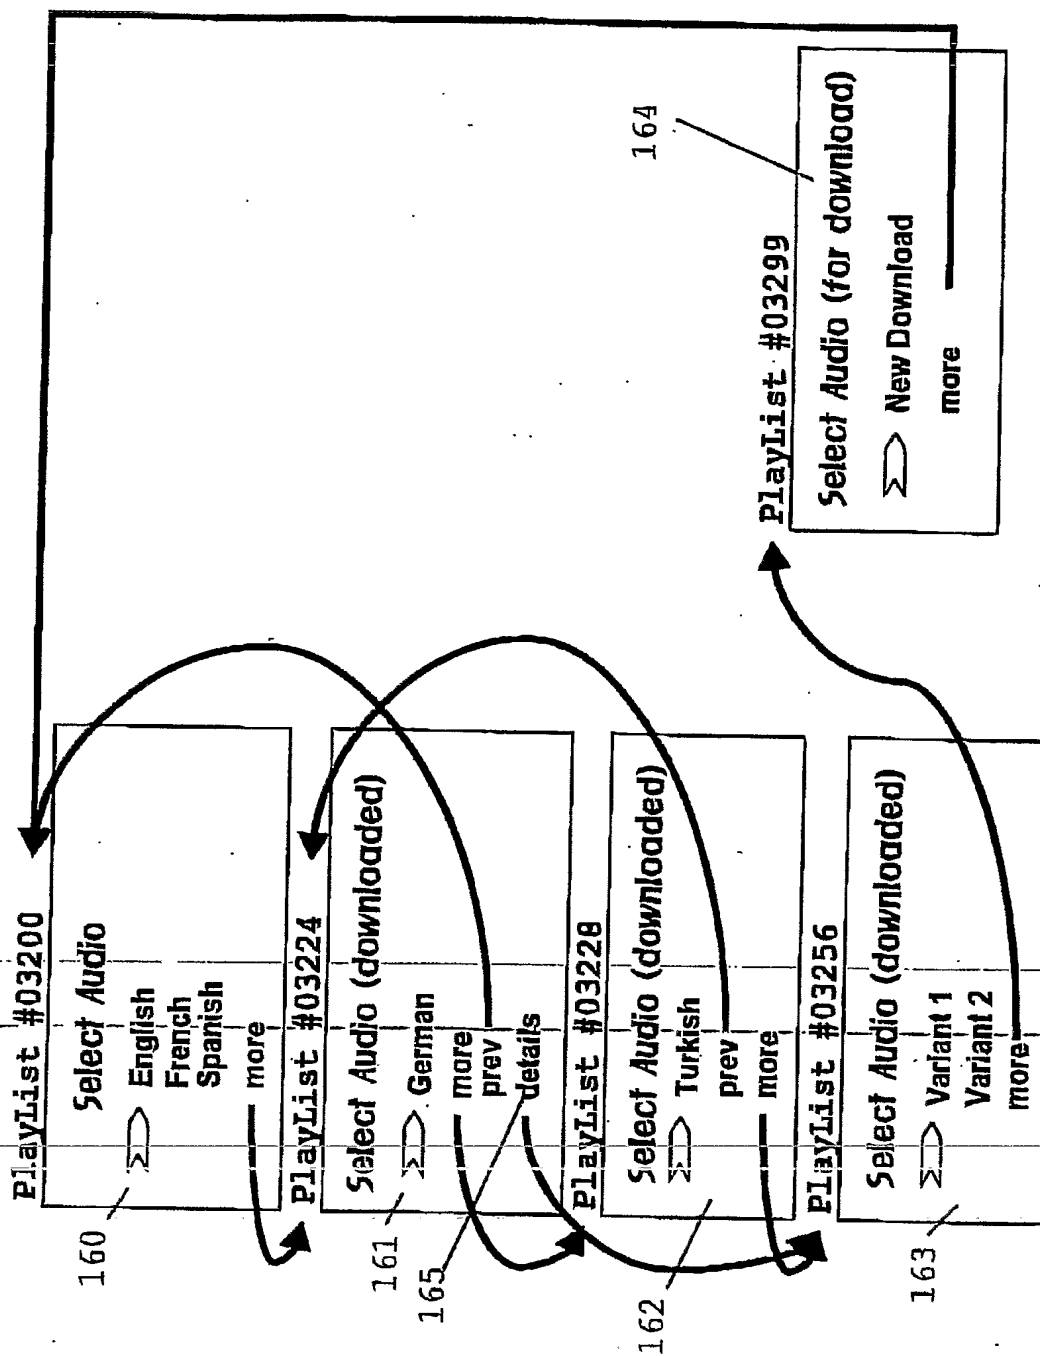 PlayList #03200
Select Audio
English
French
Spanish
more
160
PlayList #03224
Select Audio (downloaded)
German
more
prev
details
161
165
PlayList #03228
Select Audio (downloaded)
Turkish
prev
more
162
PlayList #03256
Select Audio (downloaded)
Variant 1
Variant 2
more
163
PlayList #03299
Select Audio (for download)
New Download
more
164